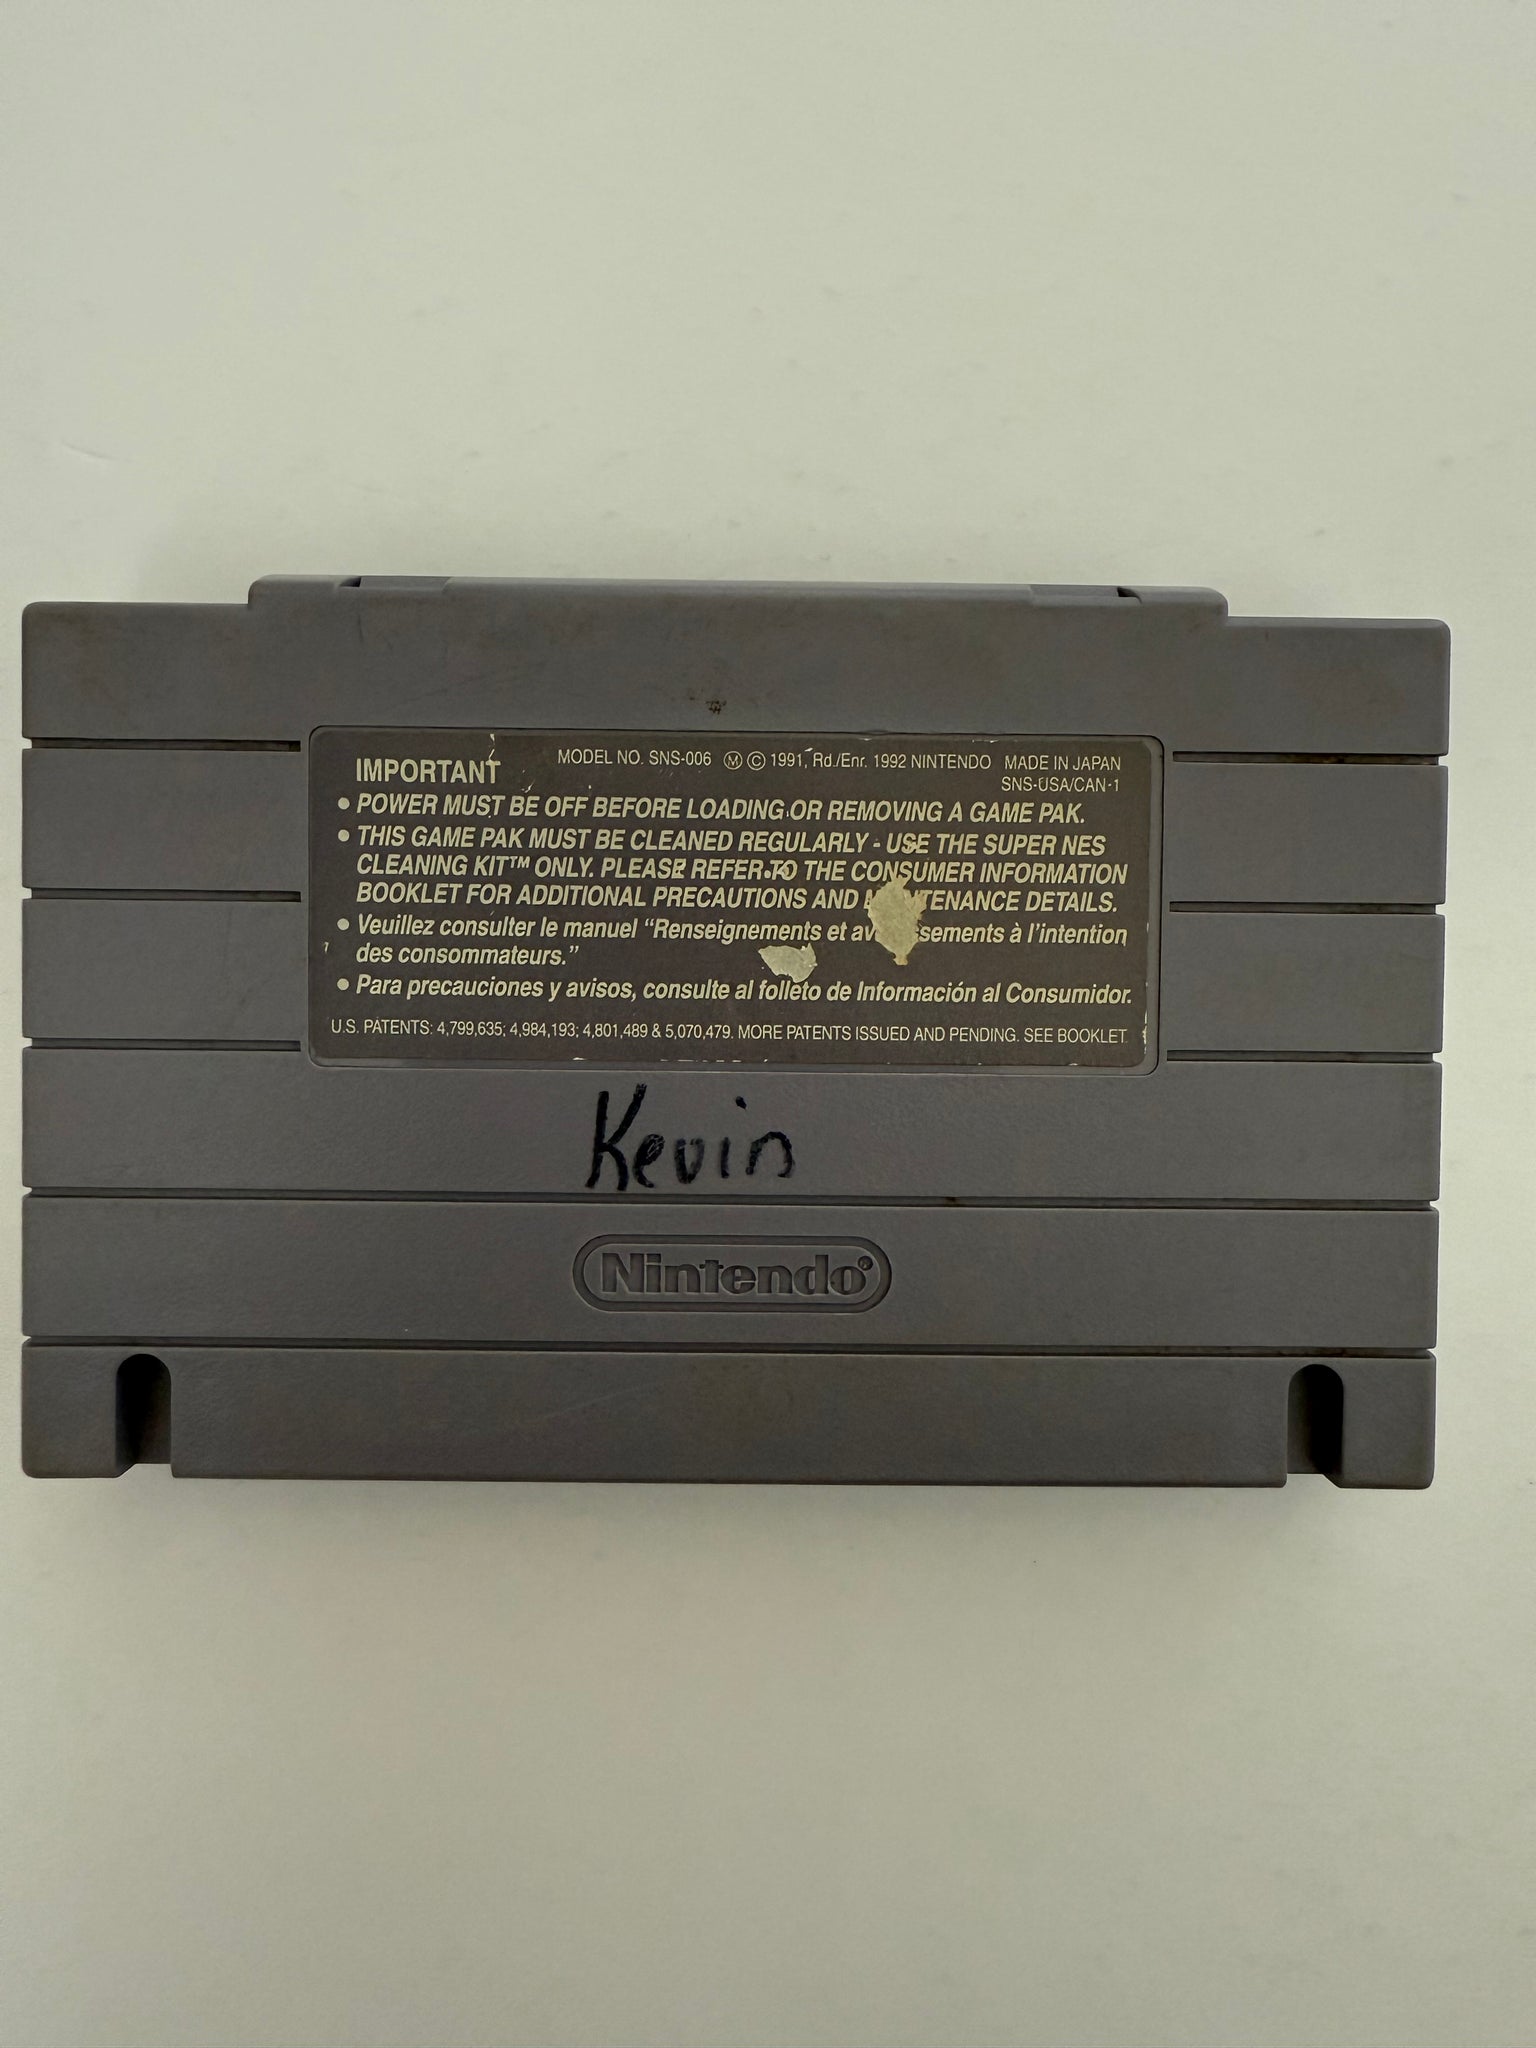 IMPORTANT MODEL NO. SNS-006 Ⓜ © 1991, Rd./Enr. 1992 NINTENDO MADE IN JAPAN
SNS-USA/CAN-1
• POWER MUST BE OFF BEFORE LOADING OR REMOVING A GAME PAK.
• THIS GAME PAK MUST BE CLEANED REGULARLY - USE THE SUPER NES
CLEANING KIT™ ONLY. PLEASE REFER TO THE CONSUMER INFORMATION
BOOKLET FOR ADDITIONAL PRECAUTIONS AND DETAILS.
• Veuillez consulter le manuel “Renseignements et à l’intention
des consommateurs.”
• Para precauciones y avisos, consulte al folleto de Información al Consumidor.
U.S. PATENTS: 4,799,635; 4,984,193; 4,801,489 & 5,070,479. MORE PATENTS ISSUED AND PENDING. SEE BOOKLET
Kevin
Nintendo®